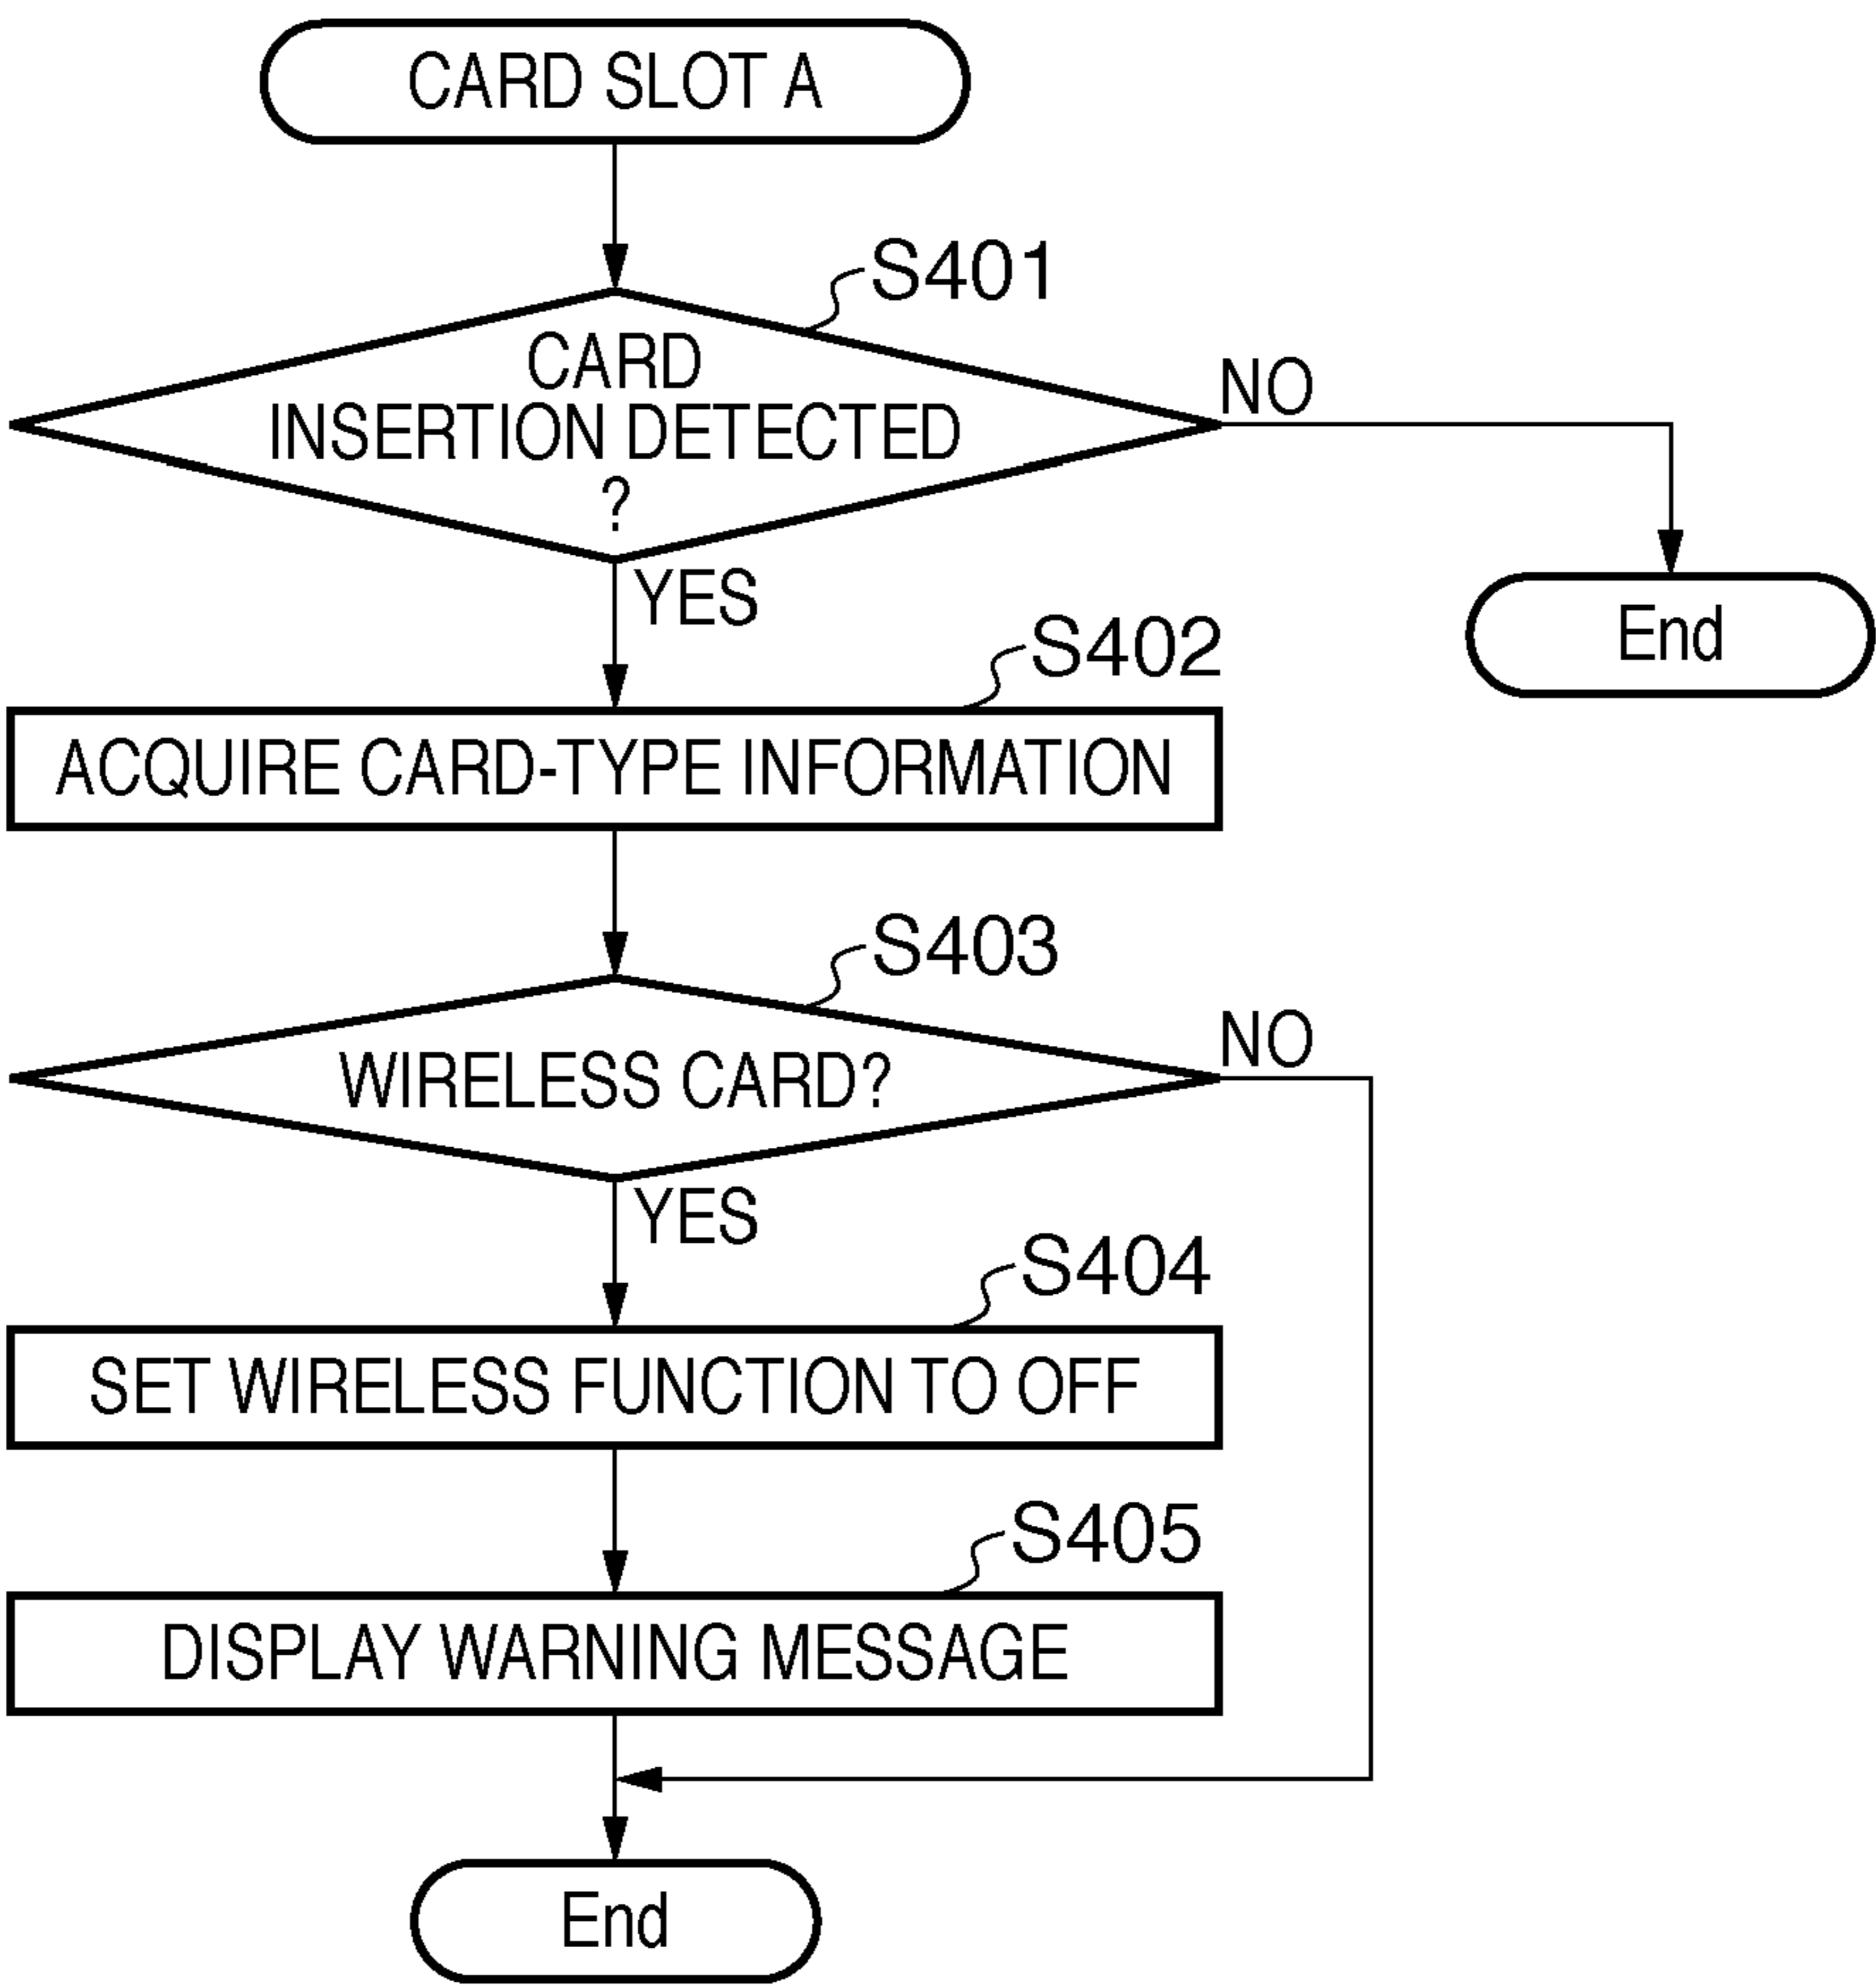 CARD SLOT A
S401
CARD
INSERTION DETECTED
?
NO
YES
End
S402
ACQUIRE CARD-TYPE INFORMATION
S403
WIRELESS CARD?
NO
YES
S404
SET WIRELESS FUNCTION TO OFF
S405
DISPLAY WARNING MESSAGE
End